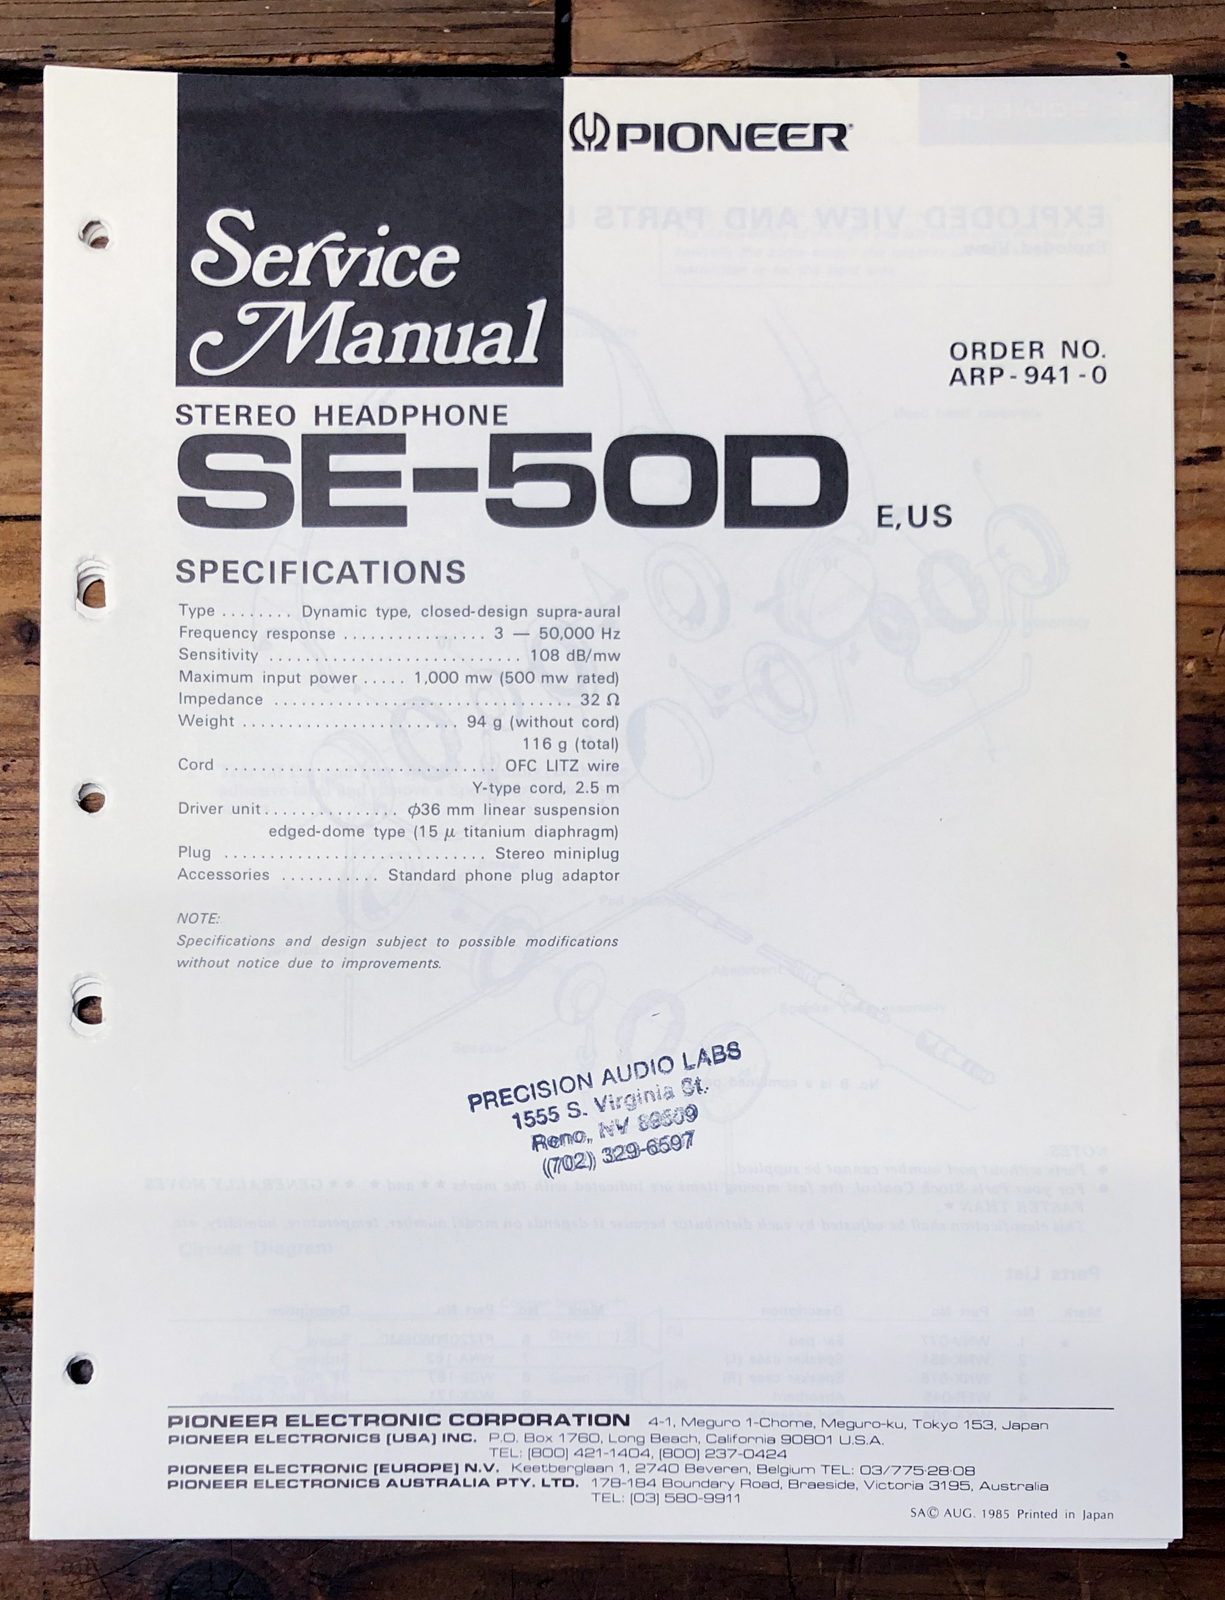 PIONEER
Service
Manual
ORDER NO.
ARP-941-0
STEREO HEADPHONE
SE-50D E,US
SPECIFICATIONS
Type ........ Dynamic type, closed-design supra-aural
Frequency response ................ 3 — 50,000 Hz
Sensitivity ............................ 108 dB/mw
Maximum input power ..... 1,000 mw (500 mw rated)
Impedance ................................. 32 Ω
Weight ........................ 94 g (without cord)
116 g (total)
Cord .............................. OFC LITZ wire
Y-type cord, 2.5 m
Driver unit ............... φ36 mm linear suspension
edged-dome type (15 μ titanium diaphragm)
Plug ............................. Stereo miniplug
Accessories ........... Standard phone plug adaptor
NOTE:
Specifications and design subject to possible modifications
without notice due to improvements.
PRECISION AUDIO LABS
1555 S. Virginia St.
Reno, NV 89509
(702) 329-6597
PIONEER ELECTRONIC CORPORATION 4-1, Meguro 1-Chome, Meguro-ku, Tokyo 153, Japan
PIONEER ELECTRONICS (USA) INC. P.O. Box 1760, Long Beach, California 90801 U.S.A.
TEL: (800) 421-1404, (800) 237-0424
PIONEER ELECTRONIC (EUROPE) N.V. Keetberglaan 1, 2740 Beveren, Belgium TEL: 03/775·28·08
PIONEER ELECTRONICS AUSTRALIA PTY. LTD. 178-184 Boundary Road, Braeside, Victoria 3195, Australia
TEL: (03) 580-9911
SA© AUG. 1985 Printed in Japan